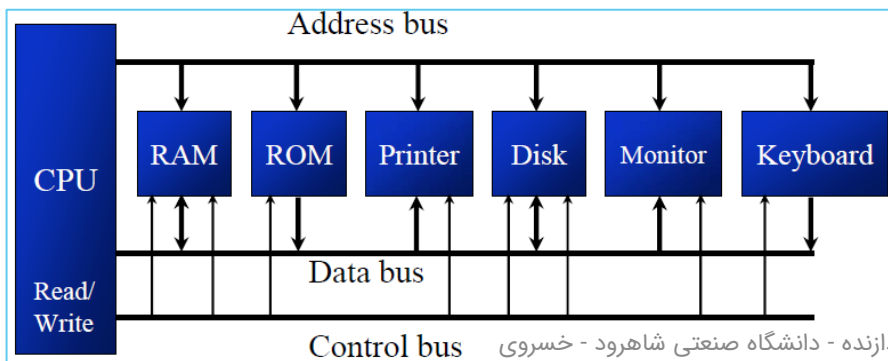 Address bus
RAM
ROM
Printer
Disk
Monitor
Keyboard
CPU
Data bus
Read/
Write
Control bus
دانشگاه صنعتی شاهرود - خسروی